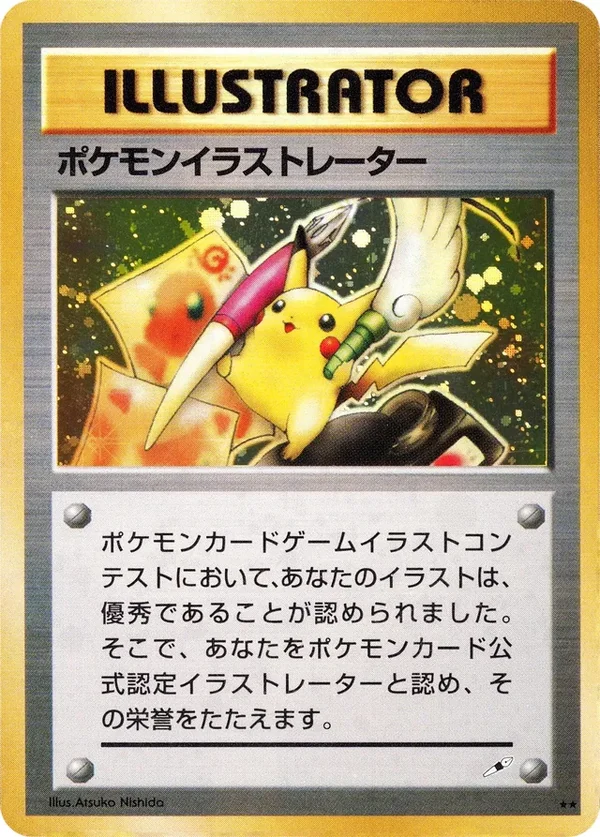 ILLUSTRATOR
ポケモンイラストレーター
ポケモンカードゲームイラストコン
テストにおいて、あなたのイラストは、
優秀であることが認められました。
そこで、あなたをポケモンカード公
式認定イラストレーターと認め、そ
の栄誉をたたえます。
Illus.Atsuko Nishida
★★